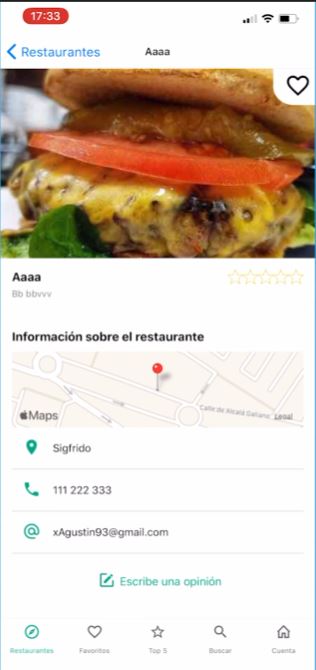 17:33
Restaurantes
Aaaa
Aaaa
Bb bbvvv
Información sobre el restaurante
Maps
Calle de Alcalá Galiano
Legal
Sigfrido
111 222 333
xAgustin93@gmail.com
Escribe una opinión
Restaurantes
Favoritos
Top 5
Buscar
Cuenta